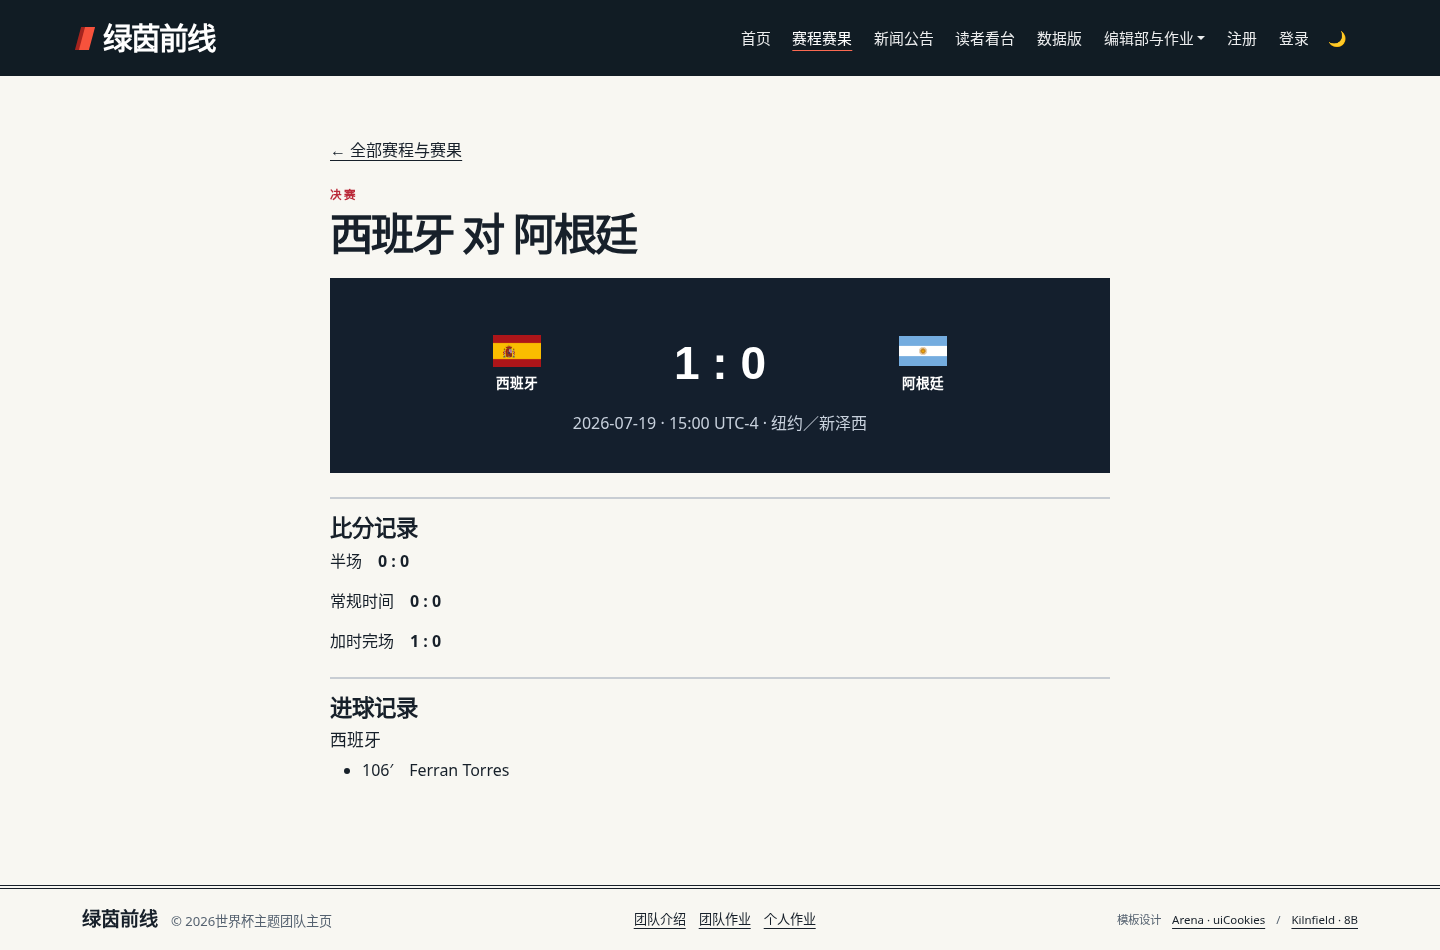 绿茵前线
首页 赛程赛果 新闻公告 读者看台 数据版 编辑部与作业 注册 登录
← 全部赛程与赛果
决赛
西班牙 对 阿根廷
1 : 0
西班牙 阿根廷
2026-07-19 · 15:00 UTC-4 · 纽约／新泽西
比分记录
半场 0 : 0
常规时间 0 : 0
加时完场 1 : 0
进球记录
西班牙
• 106′ Ferran Torres
绿茵前线 © 2026世界杯主题团队主页 团队介绍 团队作业 个人作业 模板设计 Arena · uiCookies / Kilnfield · 8B